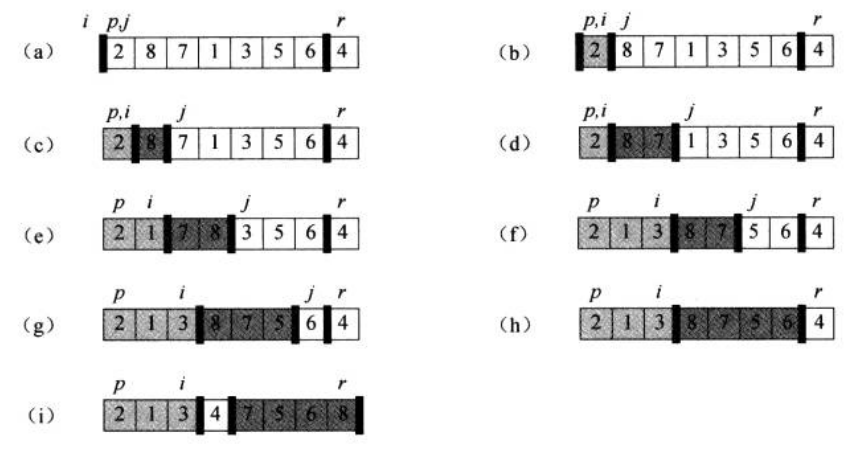 i p,j r
(a) 2 8 7 1 3 5 6 4
p,i j r
(b) 2 8 7 1 3 5 6 4
p,i j r
(c) 2 8 7 1 3 5 6 4
p,i j r
(d) 2 8 7 1 3 5 6 4
p i j r
(e) 2 1 7 8 3 5 6 4
p i j r
(f) 2 1 3 8 7 5 6 4
p i j r
(g) 2 1 3 8 7 5 6 4
p i r
(h) 2 1 3 8 7 5 6 4
p i r
(i) 2 1 3 4 7 5 6 8